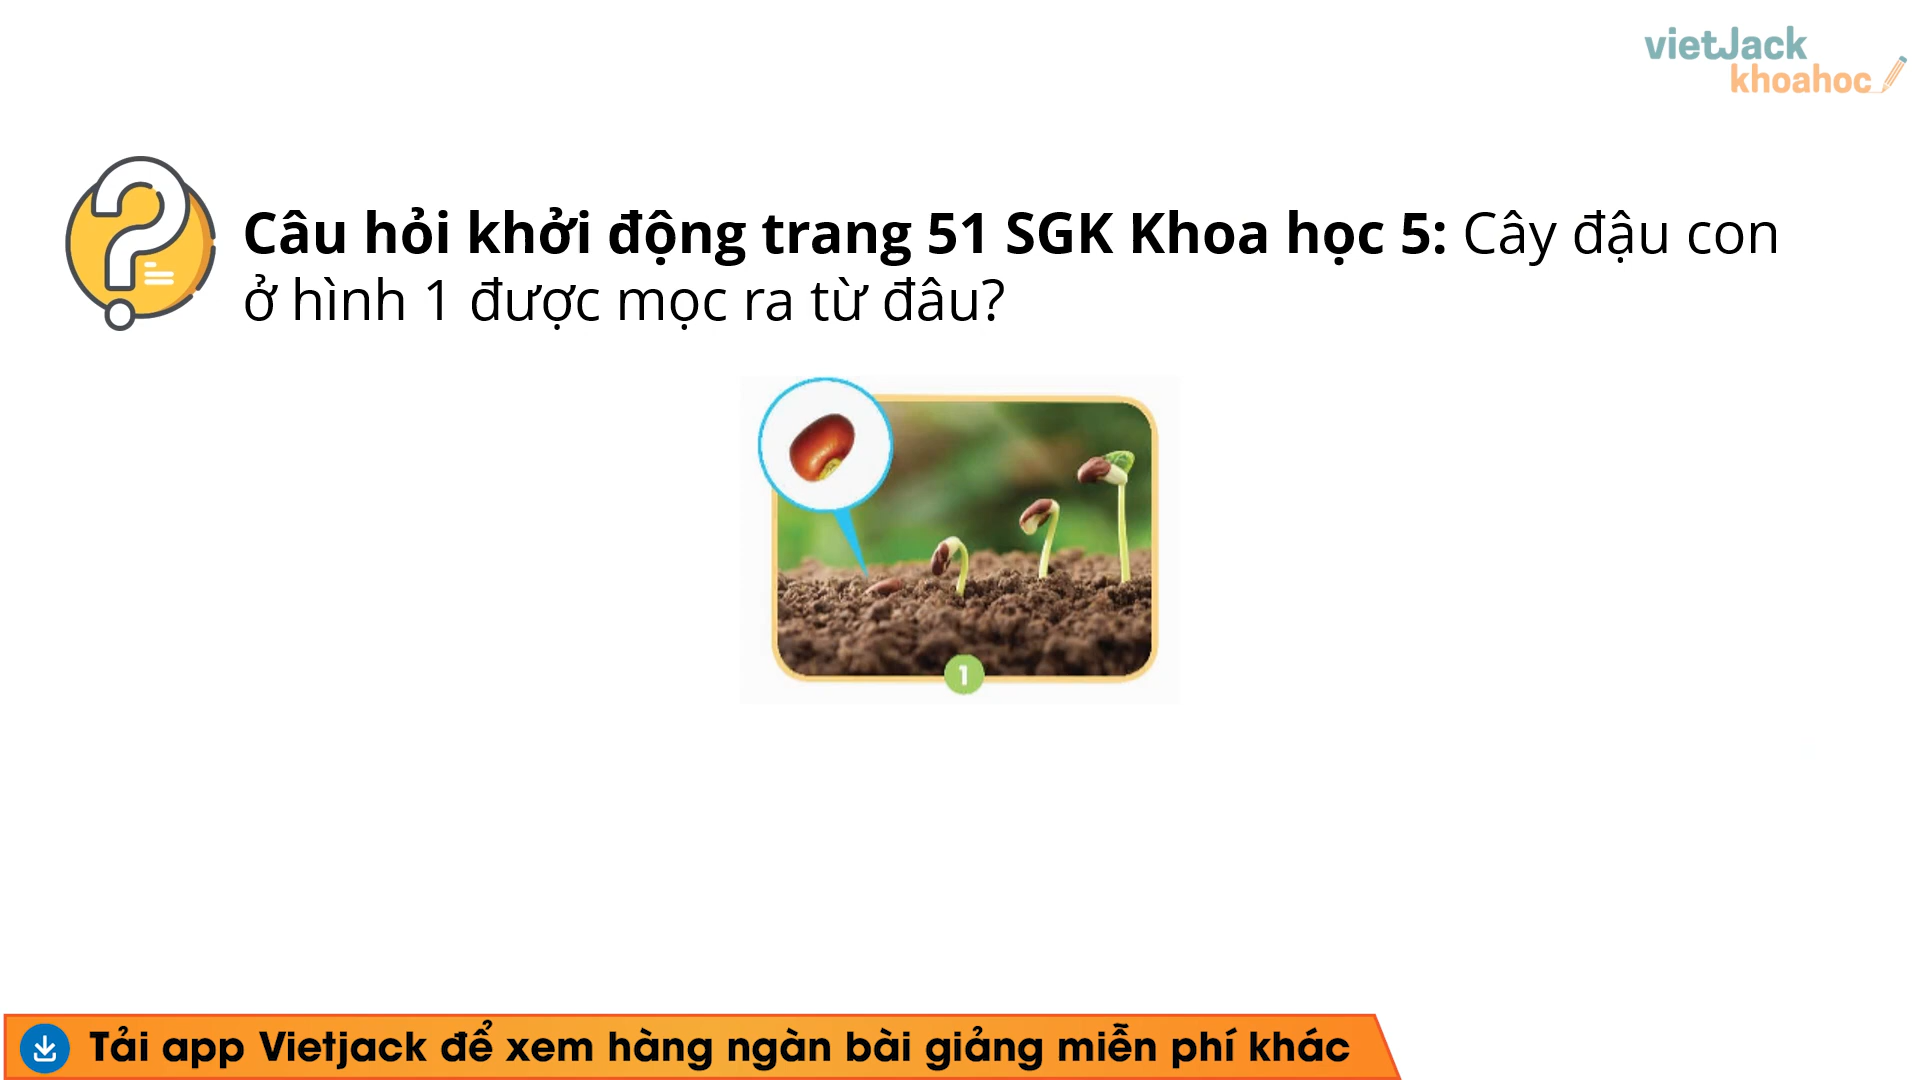 vietJack
khoahoc
Câu hỏi khởi động trang 51 SGK Khoa học 5: Cây đậu con
ở hình 1 được mọc ra từ đâu?
1
Tải app Vietjack để xem hàng ngàn bài giảng miễn phí khác